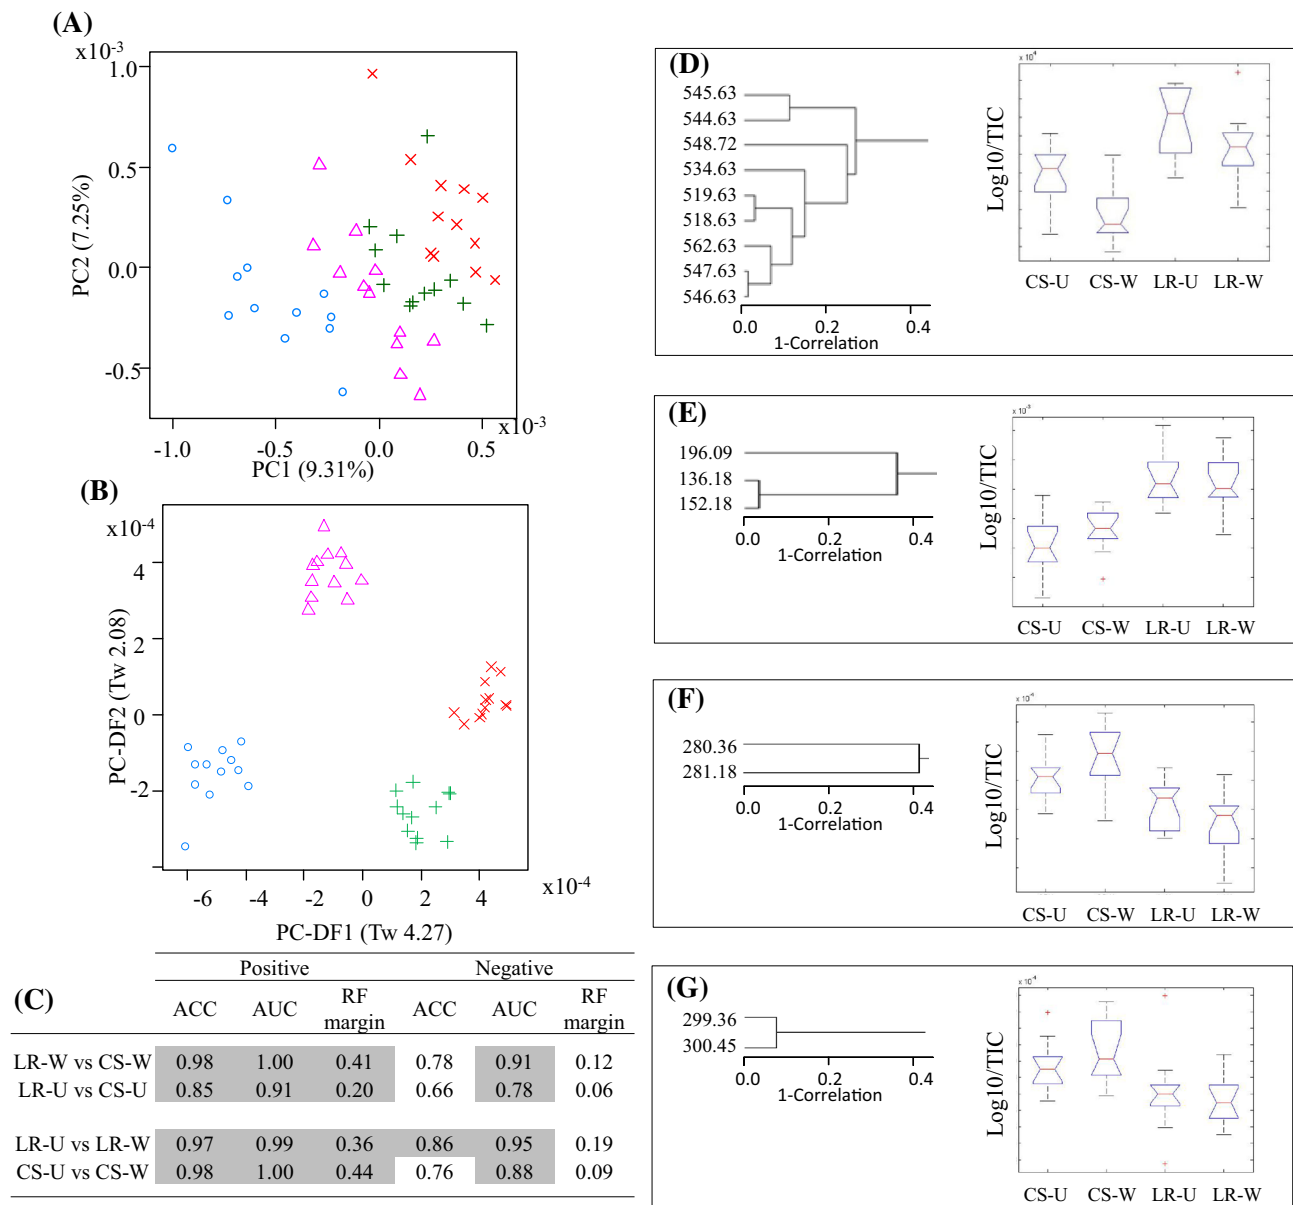 (A)
x10-3
1.0
0.5
0.0
-0.5
PC2 (7.25%)
-1.0 -0.5 0.0 0.5
x10-3
PC1 (9.31%)
(B)
x10-4
4
2
0
-2
PC-DF2 (Tw 2.08)
-6 -4 -2 0 2 4
x10-4
PC-DF1 (Tw 4.27)
(C)
Positive Negative
ACC AUC RF margin ACC AUC RF margin
LR-W vs CS-W 0.98 1.00 0.41 0.78 0.91 0.12
LR-U vs CS-U 0.85 0.91 0.20 0.66 0.78 0.06
LR-U vs LR-W 0.97 0.99 0.36 0.86 0.95 0.19
CS-U vs CS-W 0.98 1.00 0.44 0.76 0.88 0.09
(D)
545.63
544.63
548.72
534.63
519.63
518.63
562.63
547.63
546.63
0.0 0.2 0.4
1-Correlation
x 10-4
Log10/TIC
CS-U CS-W LR-U LR-W
(E)
196.09
136.18
152.18
0.0 0.2 0.4
1-Correlation
x 10-3
Log10/TIC
CS-U CS-W LR-U LR-W
(F)
280.36
281.18
0.0 0.2 0.4
1-Correlation
x 10-4
Log10/TIC
CS-U CS-W LR-U LR-W
(G)
299.36
300.45
0.0 0.2 0.4
1-Correlation
x 10-4
Log10/TIC
CS-U CS-W LR-U LR-W